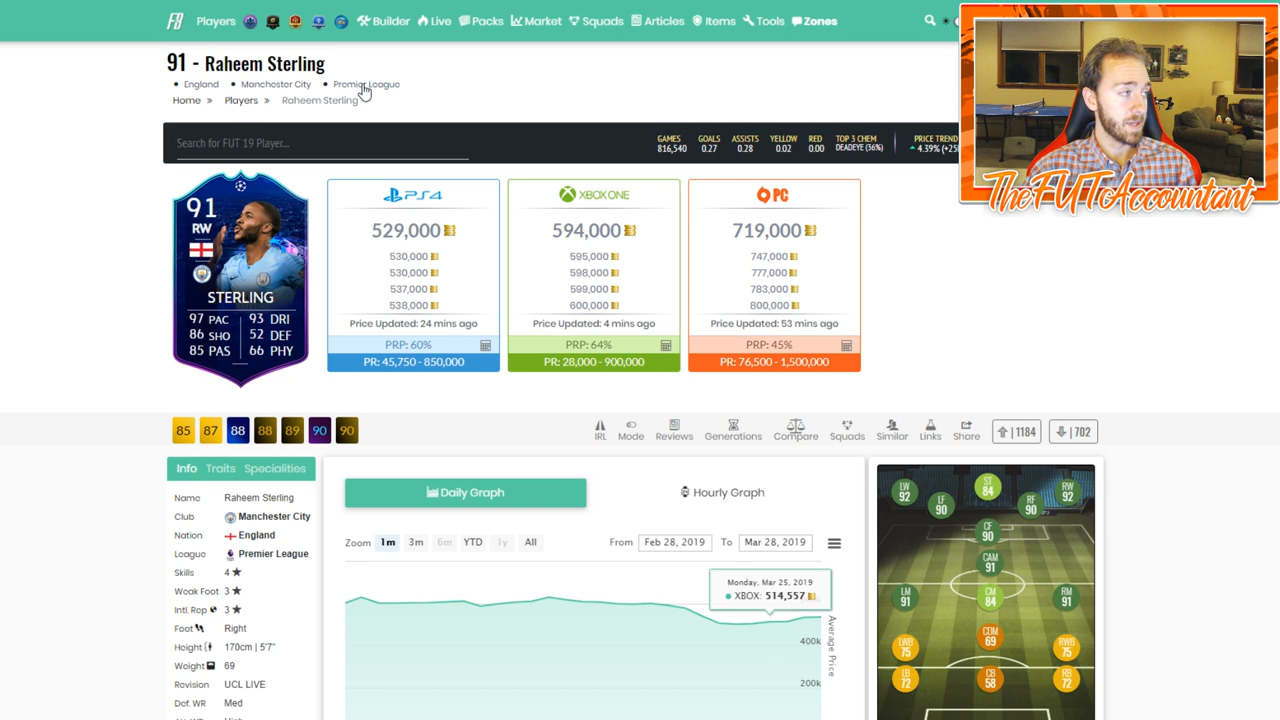 Players Builder Live Packs Market Squads Articles Items Tools Zones
91 - Raheem Sterling
England Manchester City Premier League
Home » Players » Raheem Sterling
Search for FUT 19 Player...
GAMES GOALS ASSISTS YELLOW RED TOP 3 CHEM PRICE TREND
816,540 0.27 0.28 0.02 0.00 DEADEYE (36%)
TheFUTAccountant
91
RW
STERLING
97 PAC 93 DRI
86 SHO 52 DEF
85 PAS 66 PHY
PS4
529,000
530,000
530,000
537,000
538,000
Price Updated: 24 mins ago
PRP: 60%
PR: 45,750 - 850,000
XBOX ONE
594,000
595,000
598,000
599,000
600,000
Price Updated: 4 mins ago
PRP: 64%
PR: 28,000 - 900,000
PC
719,000
747,000
777,000
783,000
800,000
Price Updated: 53 mins ago
PRP: 45%
PR: 76,500 - 1,500,000
85 87 88 88 89 90 90
IRL Mode Reviews Generations Compare Squads Similar Links Share 1184 702
Info Traits Specialities
Name Raheem Sterling
Club Manchester City
Nation England
League Premier League
Skills 4
Weak Foot 3
Intl. Rep 3
Foot Right
Height 170cm | 5'7"
Weight 69
Revision UCL LIVE
Def. WR Med
Daily Graph Hourly Graph
Zoom 1m 3m 6m YTD 1y All From Feb 28, 2019 To Mar 28, 2019
Monday, Mar 25, 2019
XBOX: 514,557
400k
200k
Average Price
LW 92
LF 90
ST 84
RF 90
RW 92
CF 90
CAM 91
LM 91
CM 84
RM 91
LWB 75
CDM 69
RWB 75
LB 72
CB 58
RB 72